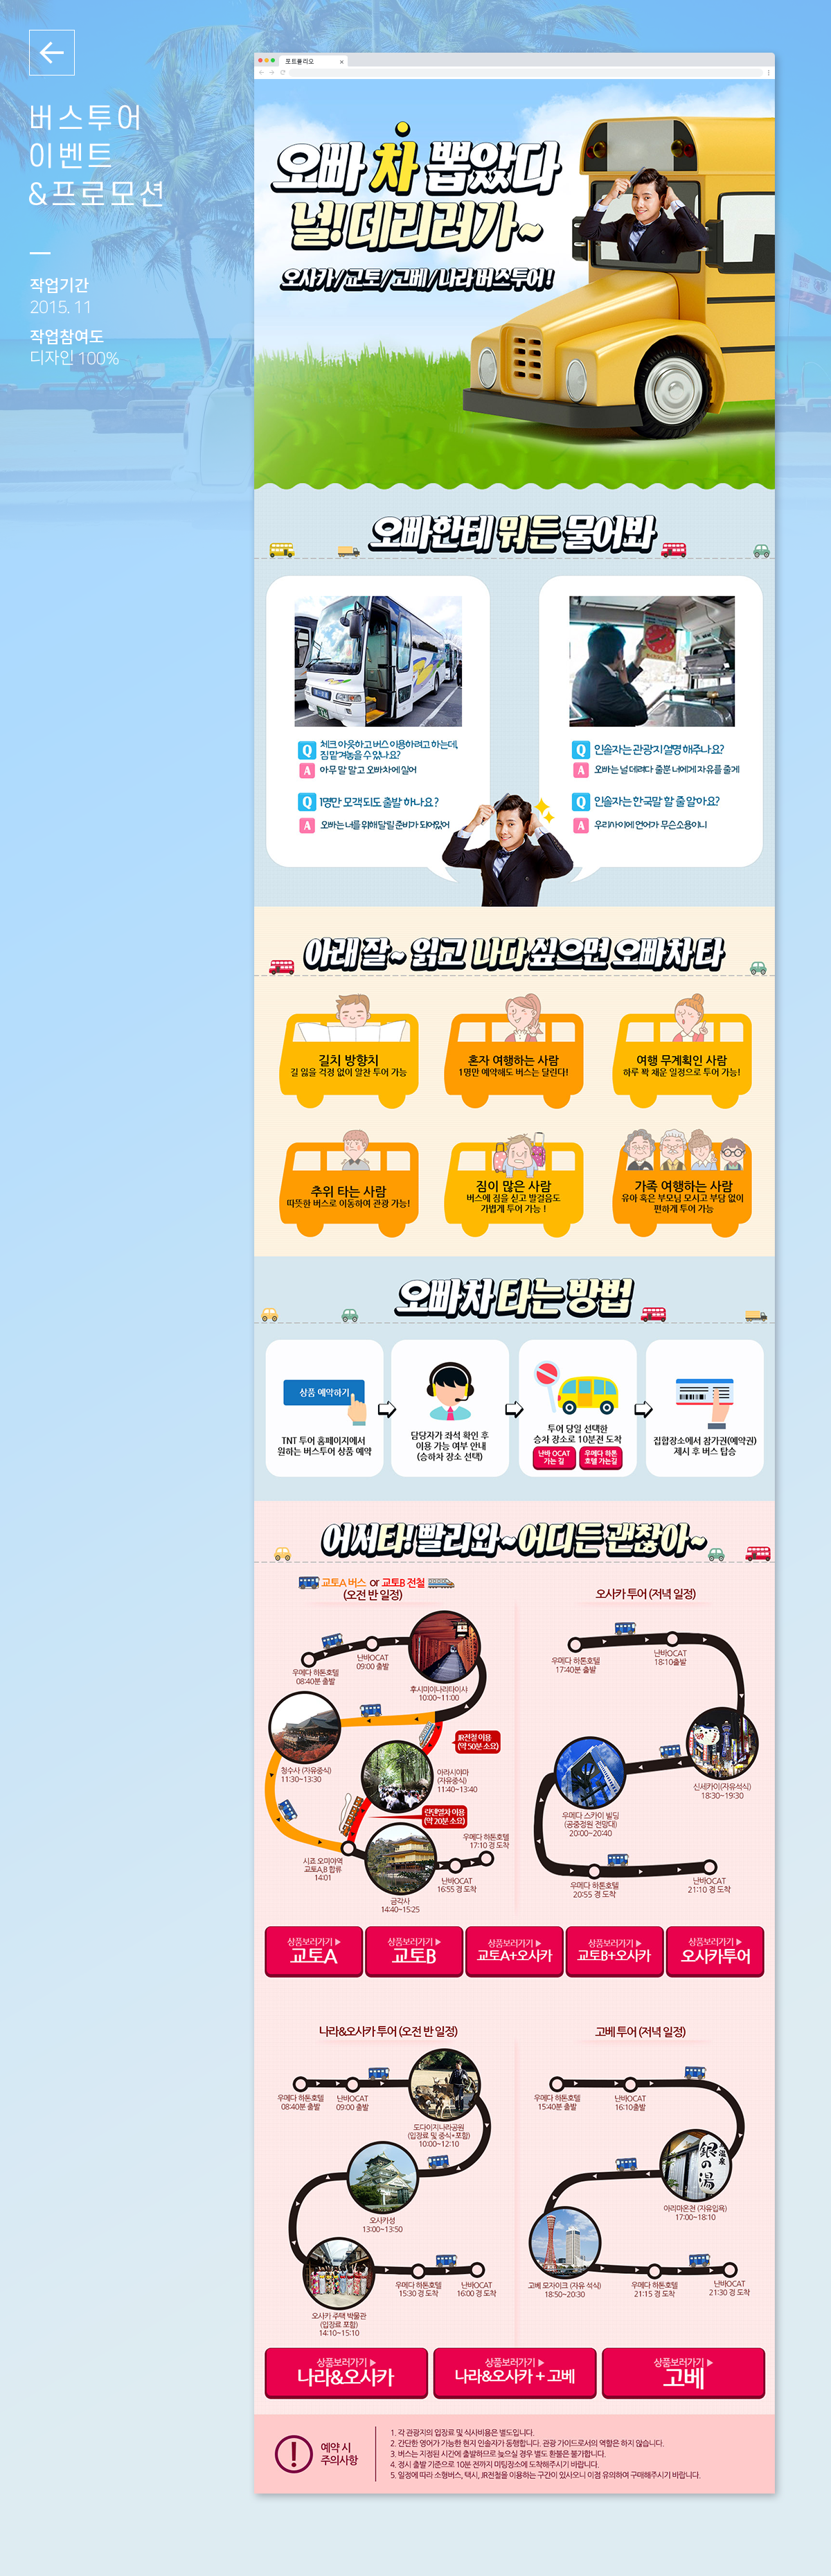 버스투어
이벤트
&프로모션
작업기간
2015. 11
작업참여도
디자인 100%
포트폴리오
오빠 차 뽑았다
널! 데리러가~
오사카/교토/고베/나라 버스투어!
오빠한테 뭐든 물어봐
Q 체크 아웃하고 버스 이용하려고 하는데,
짐 맡겨놓을 수 있나요?
A 아무 말 말고 오빠차에 실어
Q 1명만 모객 되도 출발 하나요?
A 오빠는 너를 위해 달릴 준비가 되어있어
Q 인솔자는 관광지 설명 해주나요?
A 오빠는 널 데려다 줄뿐 너에게 자유를 줄게
Q 인솔자는 한국말 할 줄 알아요?
A 우리사이에 언어가 무슨소용이니
아래 잘~ 읽고 나다 싶으면 오빠차 타
길치 방향치
길 잃을 걱정 없이 알찬 투어 가능
혼자 여행하는 사람
1명만 예약해도 버스는 달린다!
여행 무계획인 사람
하루 꽉 채운 일정으로 투어 가능!
추위 타는 사람
따뜻한 버스로 이동하여 관광 가능!
짐이 많은 사람
버스에 짐을 싣고 발걸음도
가볍게 투어 가능 !
가족 여행하는 사람
유아 혹은 부모님 모시고 부담 없이
편하게 투어 가능
오빠차 타는 방법
상품 예약하기
TNT 투어 홈페이지에서
원하는 버스투어 상품 예약
담당자가 좌석 확인 후
이용 가능 여부 안내
(승하차 장소 선택)
투어 당일 선택한
승차 장소로 10분전 도착
난바 OCAT
가는 길
우메다 하톤
호텔 가는길
집합장소에서 참가권(예약권)
제시 후 버스 탑승
어서타! 빨리와~ 어디든 괜찮아~
교토A 버스 or 교토B 전철
(오전 반 일정)
우메다 하톤호텔
08:40분 출발
난바OCAT
09:00 출발
후시미이나리타이샤
10:00~11:00
청수사 (자유중식)
11:30~13:30
JR전철 이용
(약 50분 소요)
아라시야마
(자유중식)
11:40~13:40
란덴열차 이용
(약 20분 소요)
시죠 오미야역
교토A,B 합류
14:01
금각사
14:40~15:25
난바OCAT
16:55 경 도착
우메다 하톤호텔
17:10 경 도착
오사카 투어 (저녁 일정)
우메다 하톤호텔
17:40분 출발
난바OCAT
18:10출발
신세카이(자유석식)
18:30~19:30
우메다 스카이 빌딩
(공중정원 전망대)
20:00~20:40
우메다 하톤호텔
20:55 경 도착
난바OCAT
21:10 경 도착
상품보러가기 ▶
교토A
상품보러가기 ▶
교토B
상품보러가기 ▶
교토A+오사카
상품보러가기 ▶
교토B+오사카
상품보러가기 ▶
오사카투어
나라&오사카 투어 (오전 반 일정)
우메다 하톤호텔
08:40분 출발
난바OCAT
09:00 출발
도다이지나라공원
(입장료 및 중식+포함)
10:00~12:10
오사카성
13:00~13:50
오사카 주택 박물관
(입장료 포함)
14:10~15:10
우메다 하톤호텔
15:30 경 도착
난바OCAT
16:00 경 도착
고베 투어 (저녁 일정)
우메다 하톤호텔
15:40분 출발
난바OCAT
16:10출발
温泉
銀の湯
아리마온천 (자유입욕)
17:00~18:10
고베 모자이크 (자유 석식)
18:50~20:30
우메다 하톤호텔
21:15 경 도착
난바OCAT
21:30 경 도착
상품보러가기 ▶
나라&오사카
상품보러가기 ▶
나라&오사카 + 고베
상품보러가기 ▶
고베
예약 시
주의사항
1. 각 관광지의 입장료 및 식사비용은 별도입니다.
2. 간단한 영어가 가능한 현지 인솔자가 동행합니다. 관광 가이드로서의 역할은 하지 않습니다.
3. 버스는 지정된 시간에 출발하므로 늦으실 경우 별도 환불은 불가합니다.
4. 정시 출발 기준으로 10분 전까지 미팅장소에 도착해주시기 바랍니다.
5. 일정에 따라 소형버스, 택시, JR전철을 이용하는 구간이 있사오니 이점 유의하여 구매해주시기 바랍니다.